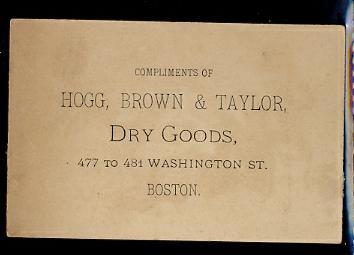 COMPLIMENTS OF
HOGG, BROWN & TAYLOR,
DRY GOODS,
477 TO 481 WASHINGTON ST.
BOSTON.